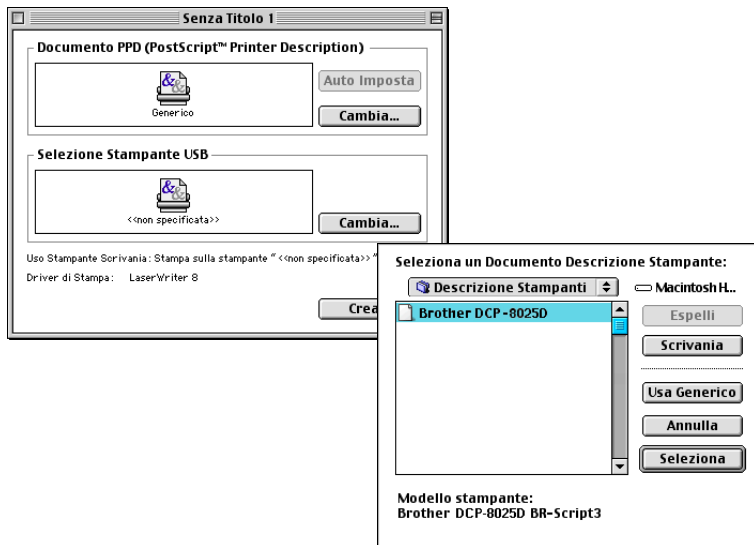 Senza Titolo 1
Documento PPD (PostScript™ Printer Description)
Generico
Auto Imposta
Cambia...
Selezione Stampante USB
<<non specificata>>
Cambia...
Uso Stampante Scrivania: Stampa sulla stampante " <<non specificata>> "
Driver di Stampa: LaserWriter 8
Crea
Seleziona un Documento Descrizione Stampante:
Descrizione Stampanti
Macintosh H...
Brother DCP-8025D
Espelli
Scrivania
Usa Generico
Annulla
Seleziona
Modello stampante:
Brother DCP-8025D BR-Script3